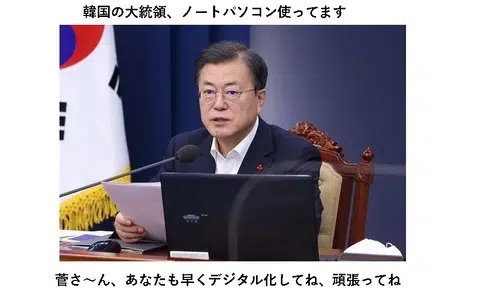 韓国の大統領、ノートパソコン使ってます
菅さ～ん、あなたも早くデジタル化してね、頑張ってね